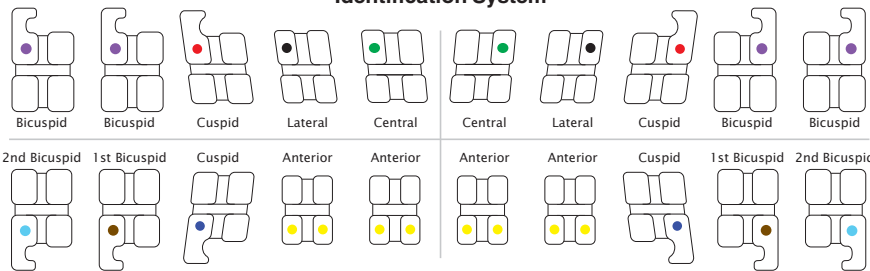 Identification System
Bicuspid Bicuspid Cuspid Lateral Central Central Lateral Cuspid Bicuspid Bicuspid
2nd Bicuspid 1st Bicuspid Cuspid Anterior Anterior Anterior Anterior Cuspid 1st Bicuspid 2nd Bicuspid